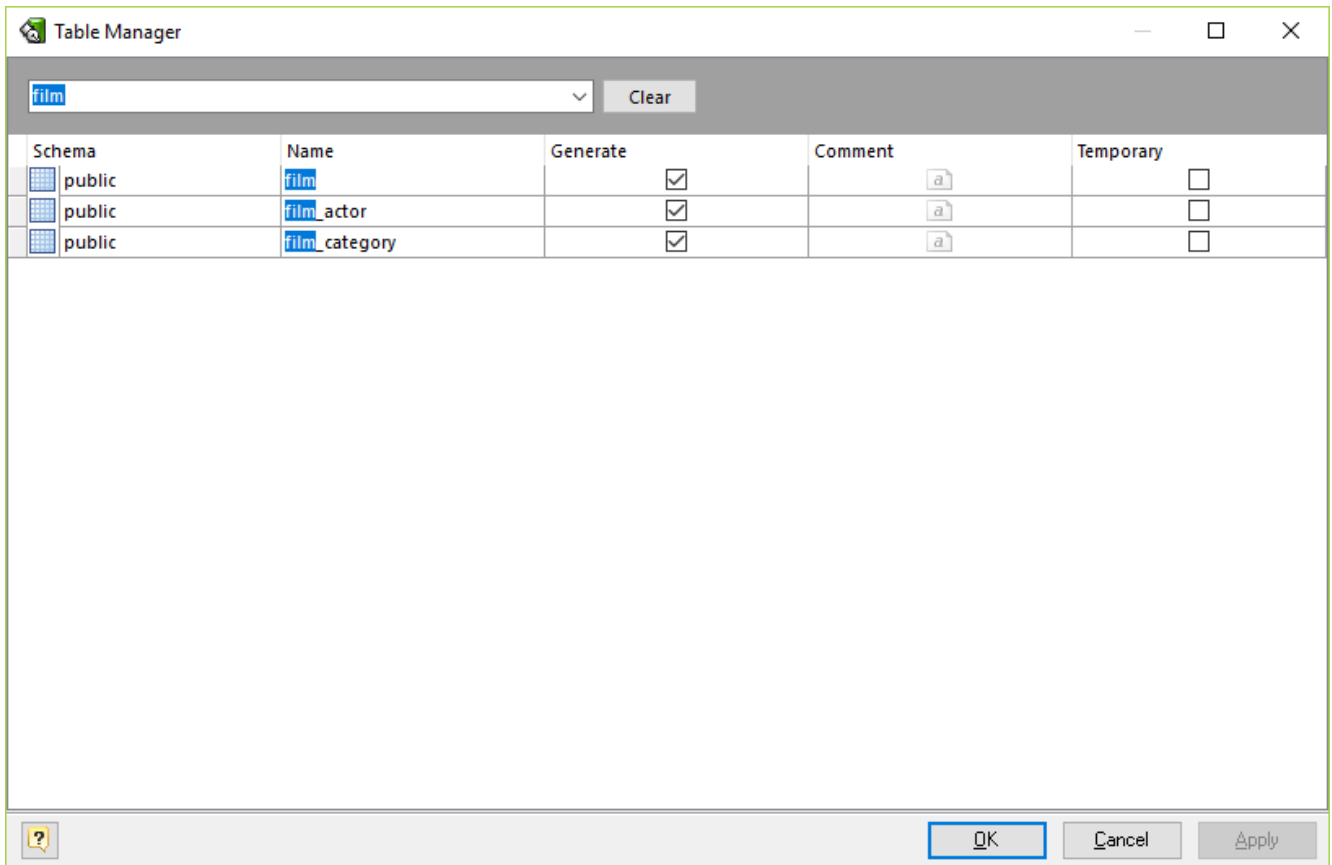 Table Manager
film Clear
Schema Name Generate Comment Temporary
public film a
public film_actor a
public film_category a
? OK Cancel Apply